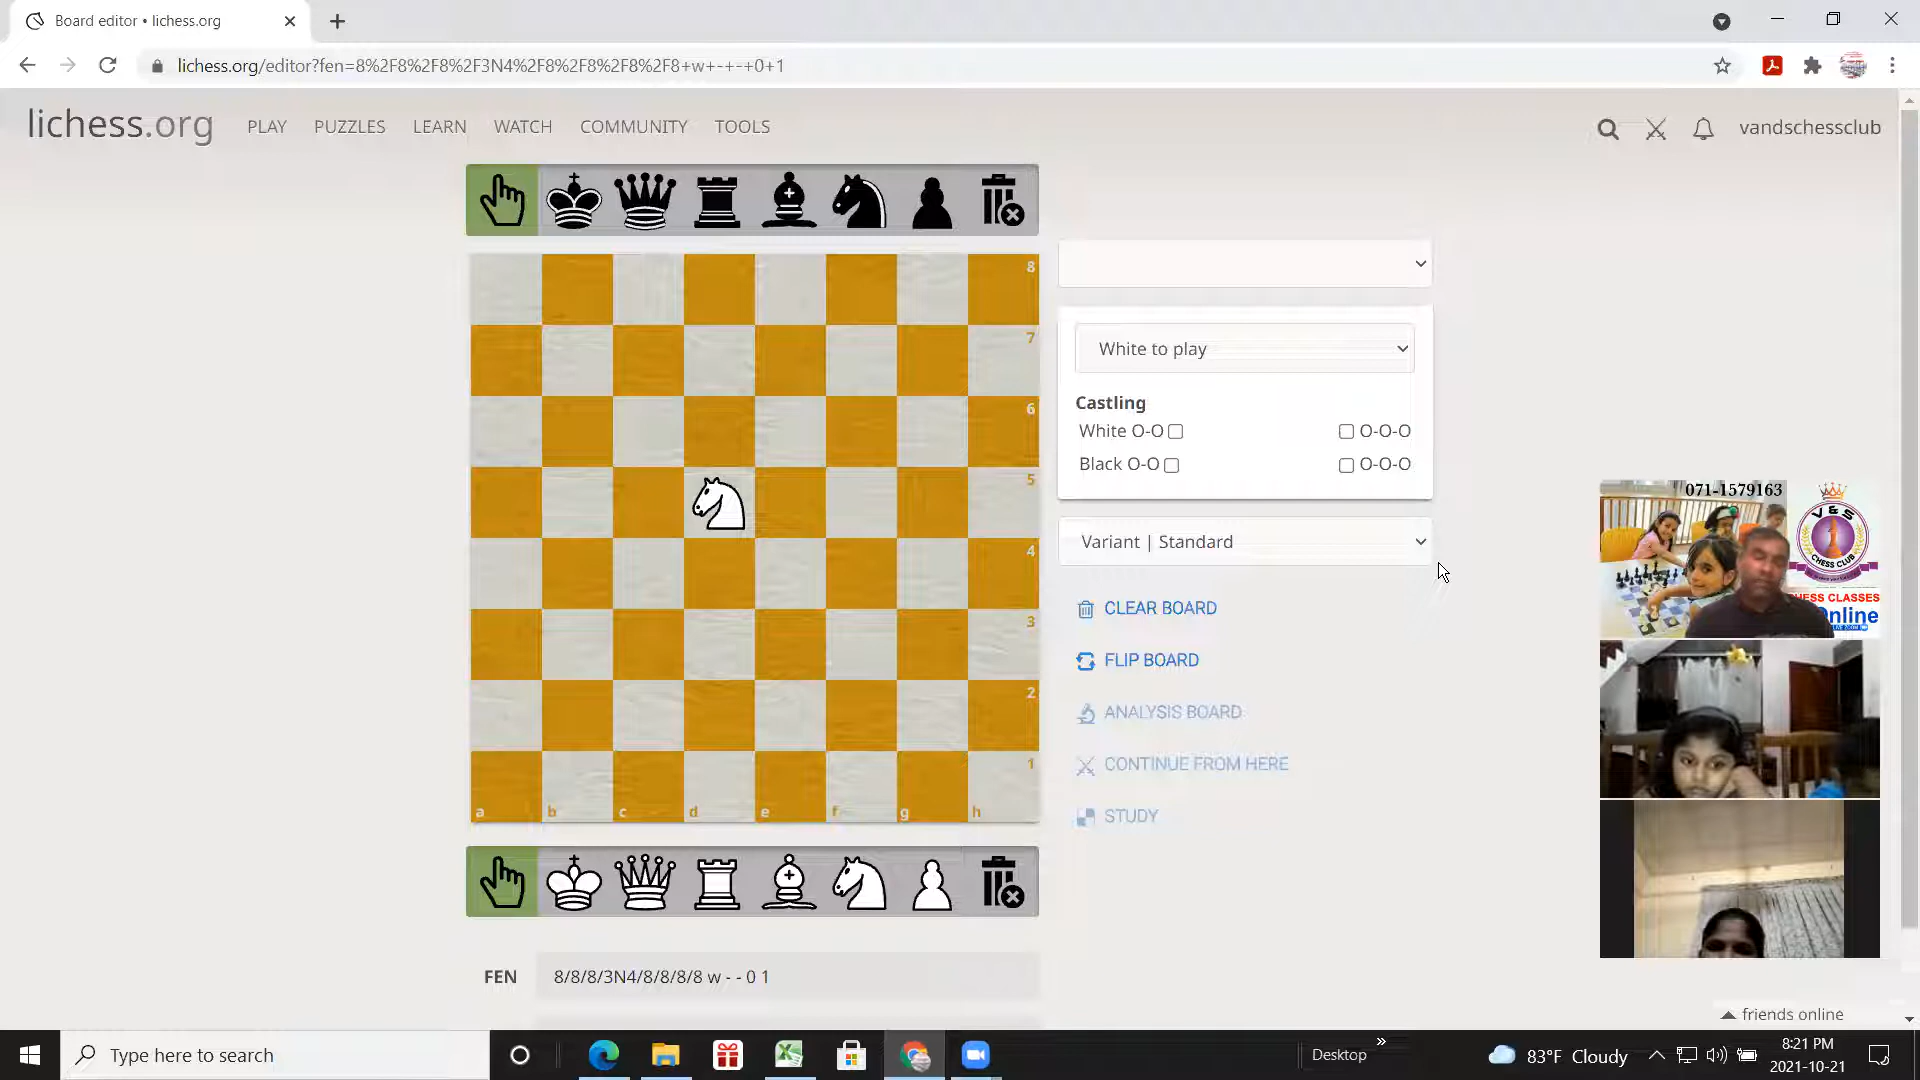 Board editor • lichess.org
lichess.org/editor?fen=8%2F8%2F8%2F3N4%2F8%2F8%2F8%2F8+w+-+-+0+1
lichess.org
PLAY
PUZZLES
LEARN
WATCH
COMMUNITY
TOOLS
vandschessclub
8
7
6
5
4
3
2
1
a
b
c
d
e
f
g
h
White to play
Castling
White O-O
O-O-O
Black O-O
O-O-O
Variant | Standard
CLEAR BOARD
FLIP BOARD
ANALYSIS BOARD
CONTINUE FROM HERE
STUDY
FEN
8/8/8/3N4/8/8/8/8 w - - 0 1
071-1579163
V&S
CHESS CLUB
HESS CLASSES
Online
friends online
Type here to search
Desktop
83°F Cloudy
8:21 PM
2021-10-21